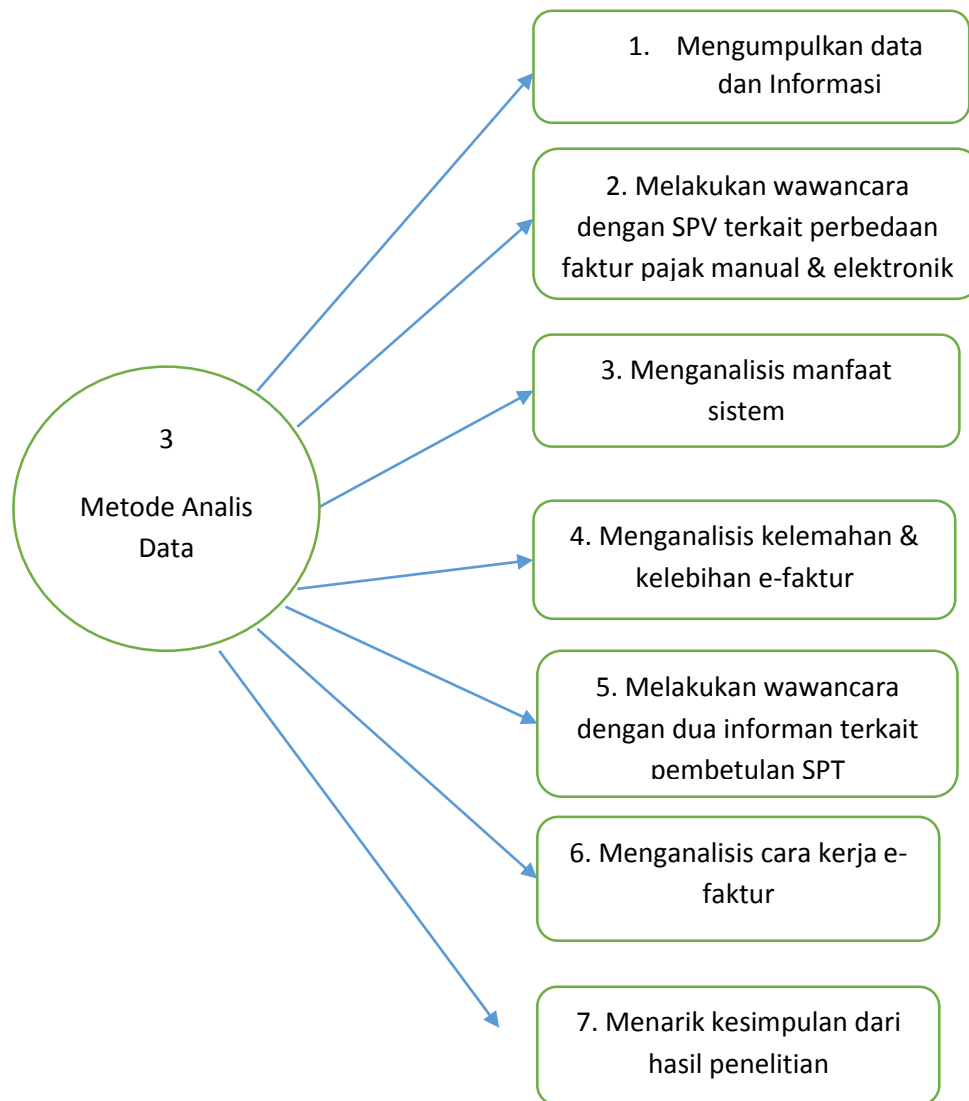 1. Mengumpulkan data
dan Informasi
2. Melakukan wawancara
dengan SPV terkait perbedaan
faktur pajak manual & elektronik
3
Metode Analis
Data
3. Menganalisis manfaat
sistem
4. Menganalisis kelemahan &
kelebihan e-faktur
5. Melakukan wawancara
dengan dua informan terkait
pembetulan SPT
6. Menganalisis cara kerja e-
faktur
7. Menarik kesimpulan dari
hasil penelitian